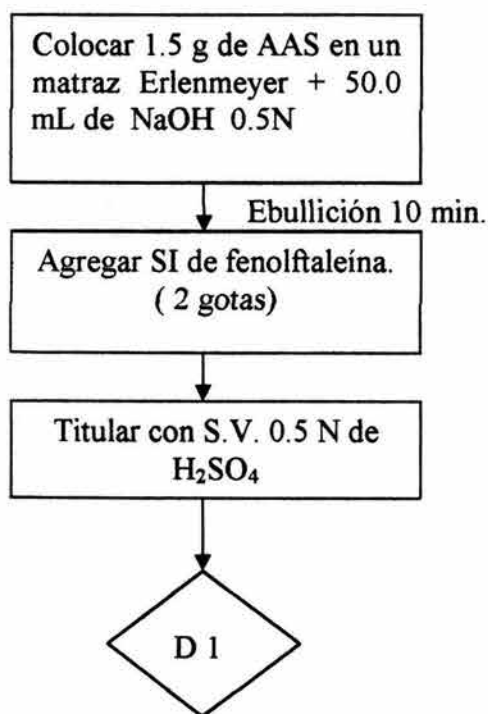 Colocar 1.5 g de AAS en un
matraz Erlenmeyer + 50.0
mL de NaOH 0.5N
Ebullición 10 min.
Agregar SI de fenolftaleína.
( 2 gotas)
Titular con S.V. 0.5 N de
H₂SO₄
D 1